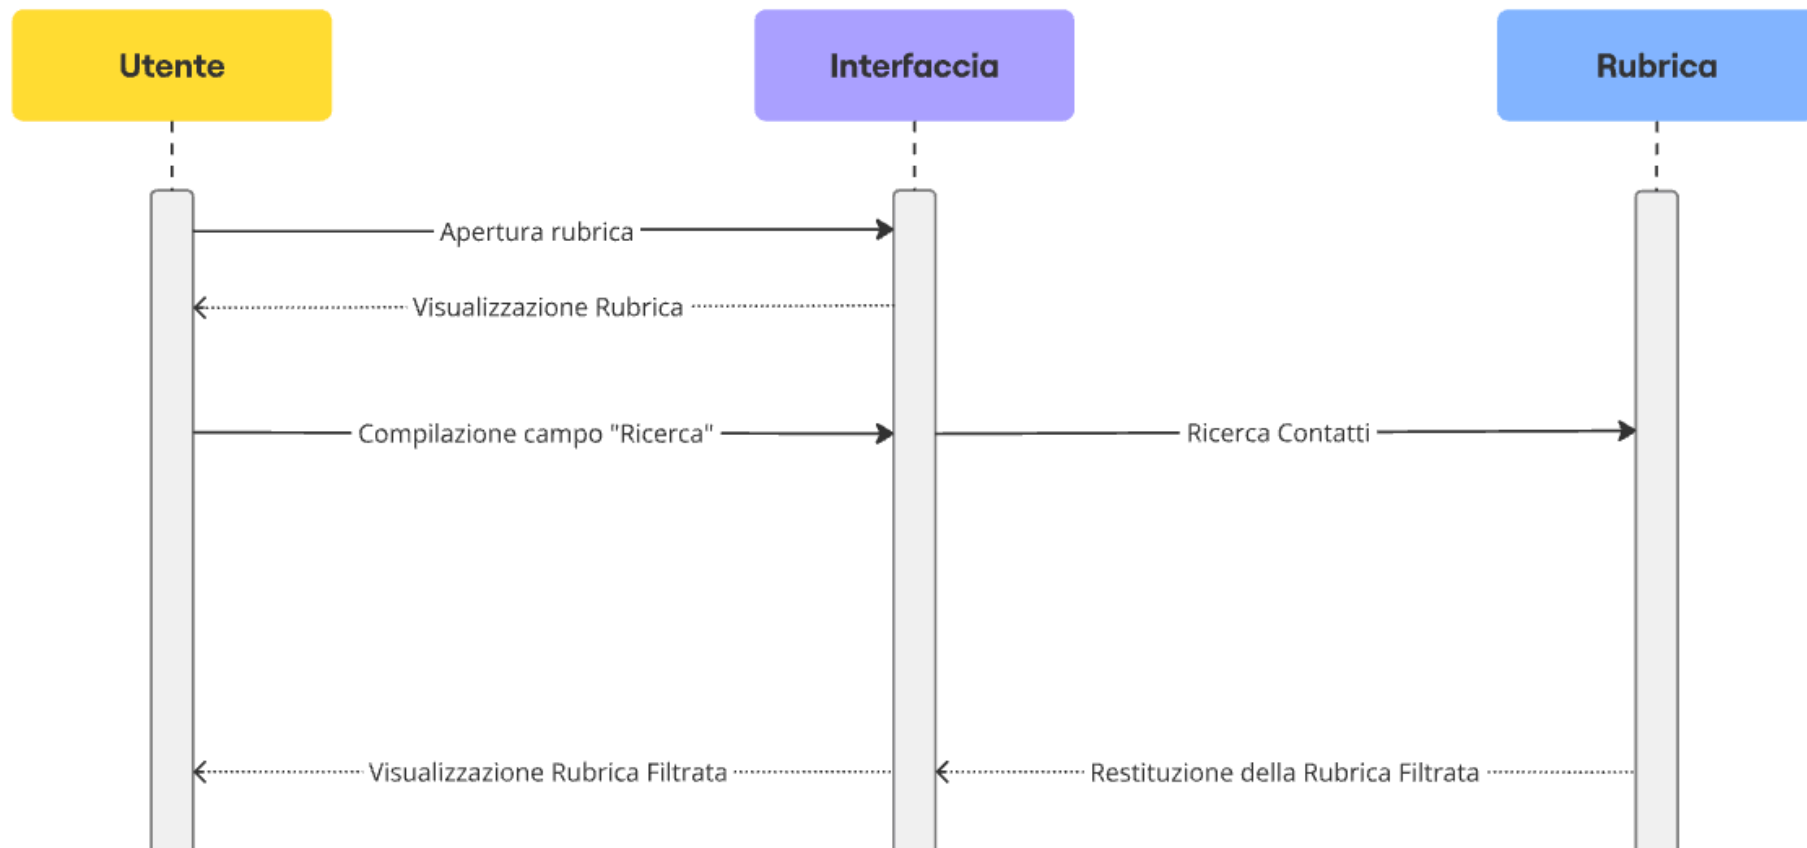 Utente
Interfaccia
Rubrica
Apertura rubrica
Visualizzazione Rubrica
Compilazione campo "Ricerca"
Ricerca Contatti
Visualizzazione Rubrica Filtrata
Restituzione della Rubrica Filtrata